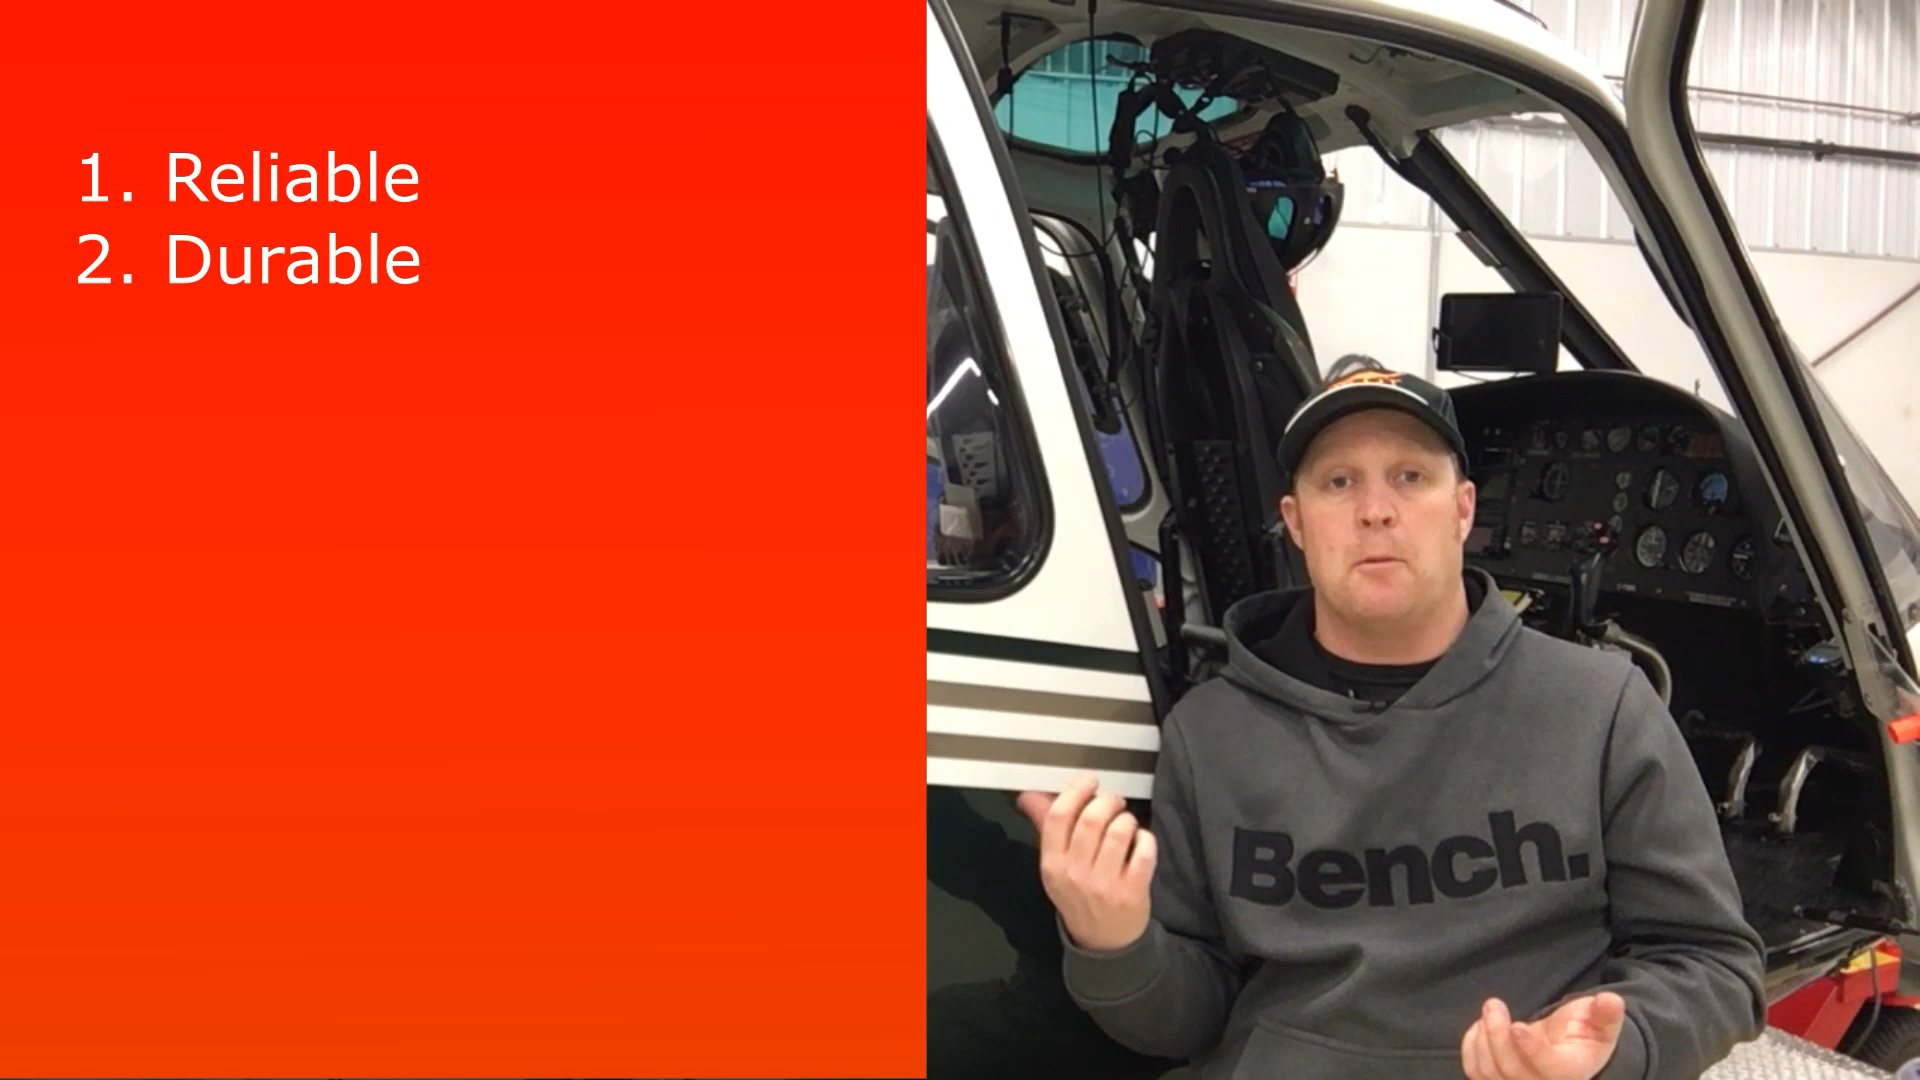 1. Reliable
2. Durable
Bench.